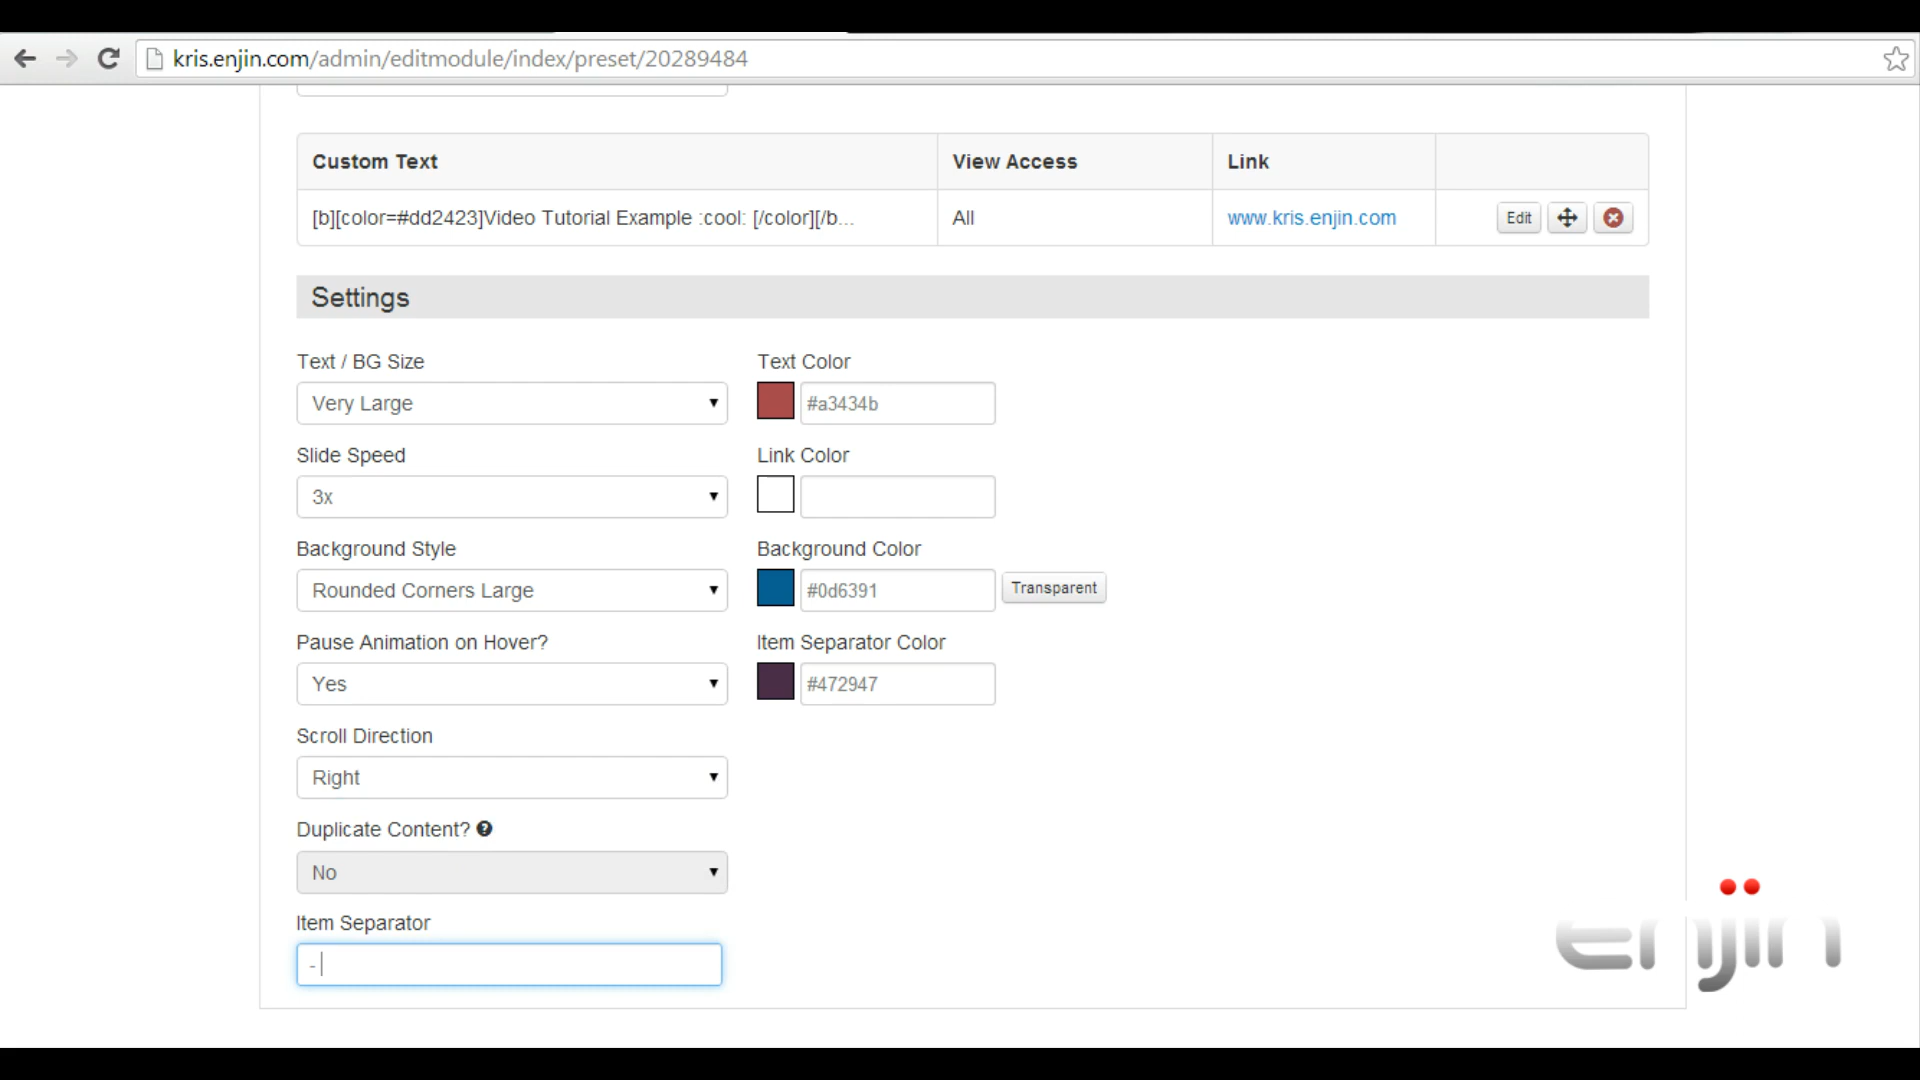 kris.enjin.com/admin/editmodule/index/preset/20289484
Custom Text View Access Link
[b][color=#dd2423]Video Tutorial Example :cool: [/color][/b... All www.kris.enjin.com Edit
Settings
Text / BG Size Text Color
Very Large #a3434b
Slide Speed Link Color
3x
Background Style Background Color
Rounded Corners Large #0d6391 Transparent
Pause Animation on Hover? Item Separator Color
Yes #472947
Scroll Direction
Right
Duplicate Content?
No
Item Separator
-
enjin